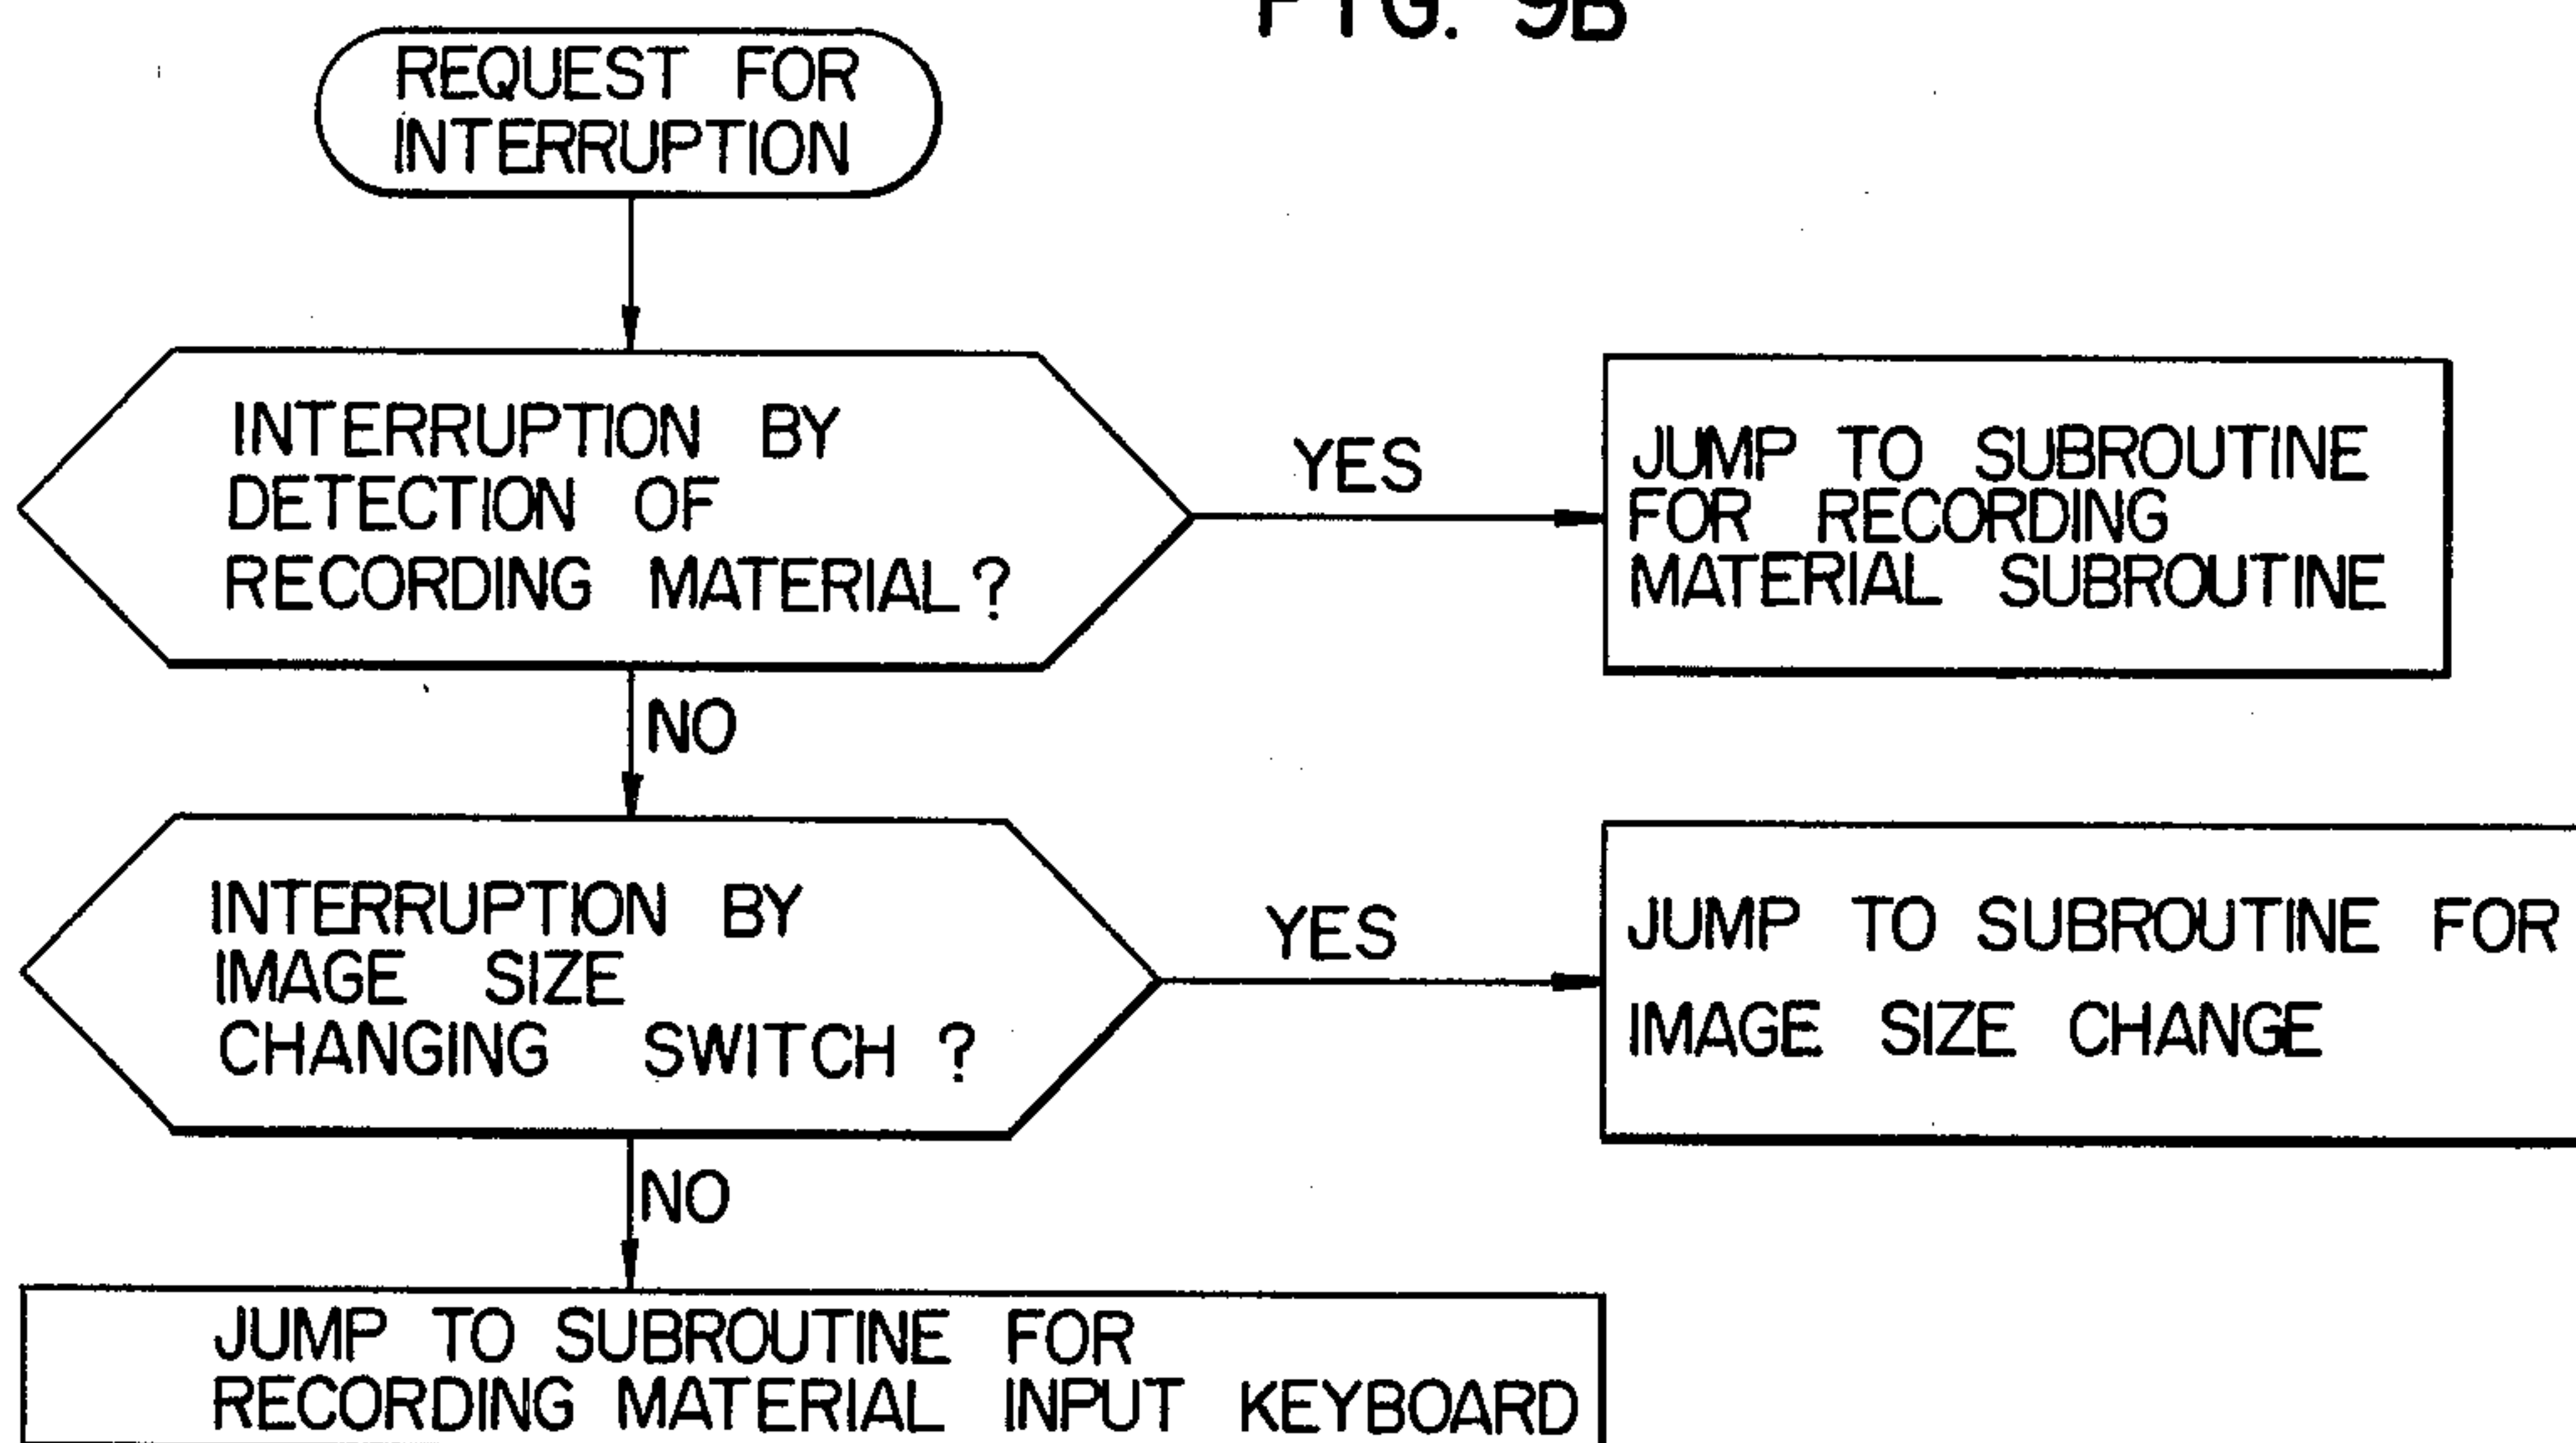 FIG. 9B
REQUEST FOR
INTERRUPTION
INTERRUPTION BY
DETECTION OF
RECORDING MATERIAL?
YES
JUMP TO SUBROUTINE
FOR RECORDING
MATERIAL SUBROUTINE
NO
INTERRUPTION BY
IMAGE SIZE
CHANGING SWITCH ?
YES
JUMP TO SUBROUTINE FOR
IMAGE SIZE CHANGE
NO
JUMP TO SUBROUTINE FOR
RECORDING MATERIAL INPUT KEYBOARD